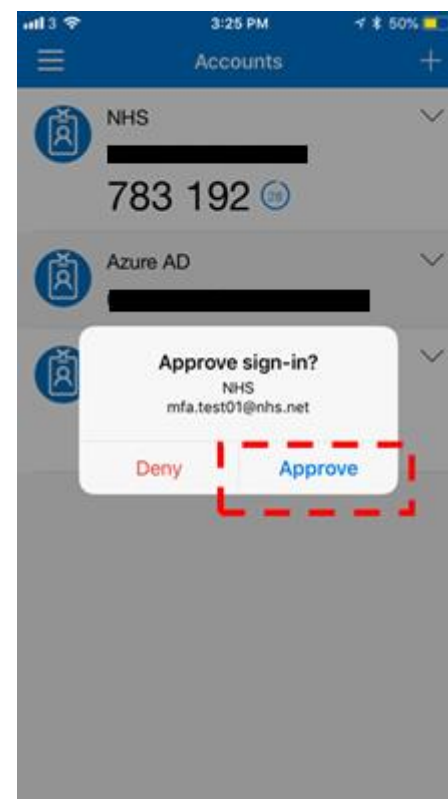 3 3:25 PM 50%
Accounts
NHS
783 192 28
Azure AD
Approve sign-in?
NHS
mfa.test01@nhs.net
Deny Approve